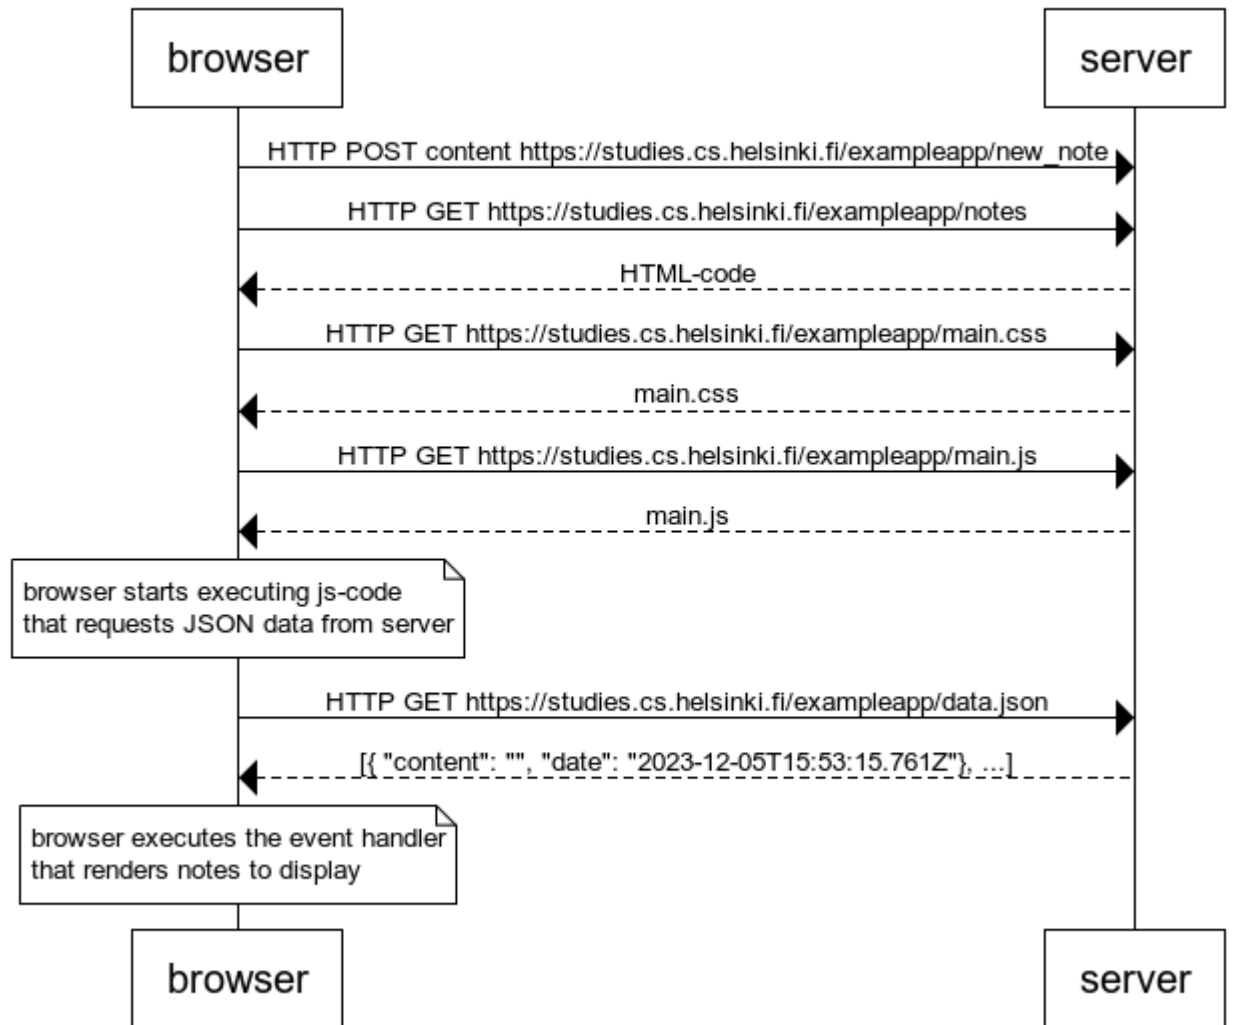 browser
server
HTTP POST content https://studies.cs.helsinki.fi/exampleapp/new_note
HTTP GET https://studies.cs.helsinki.fi/exampleapp/notes
HTML-code
HTTP GET https://studies.cs.helsinki.fi/exampleapp/main.css
main.css
HTTP GET https://studies.cs.helsinki.fi/exampleapp/main.js
main.js
browser starts executing js-code
that requests JSON data from server
HTTP GET https://studies.cs.helsinki.fi/exampleapp/data.json
[{ "content": "", "date": "2023-12-05T15:53:15.761Z"}, ...]
browser executes the event handler
that renders notes to display
browser
server